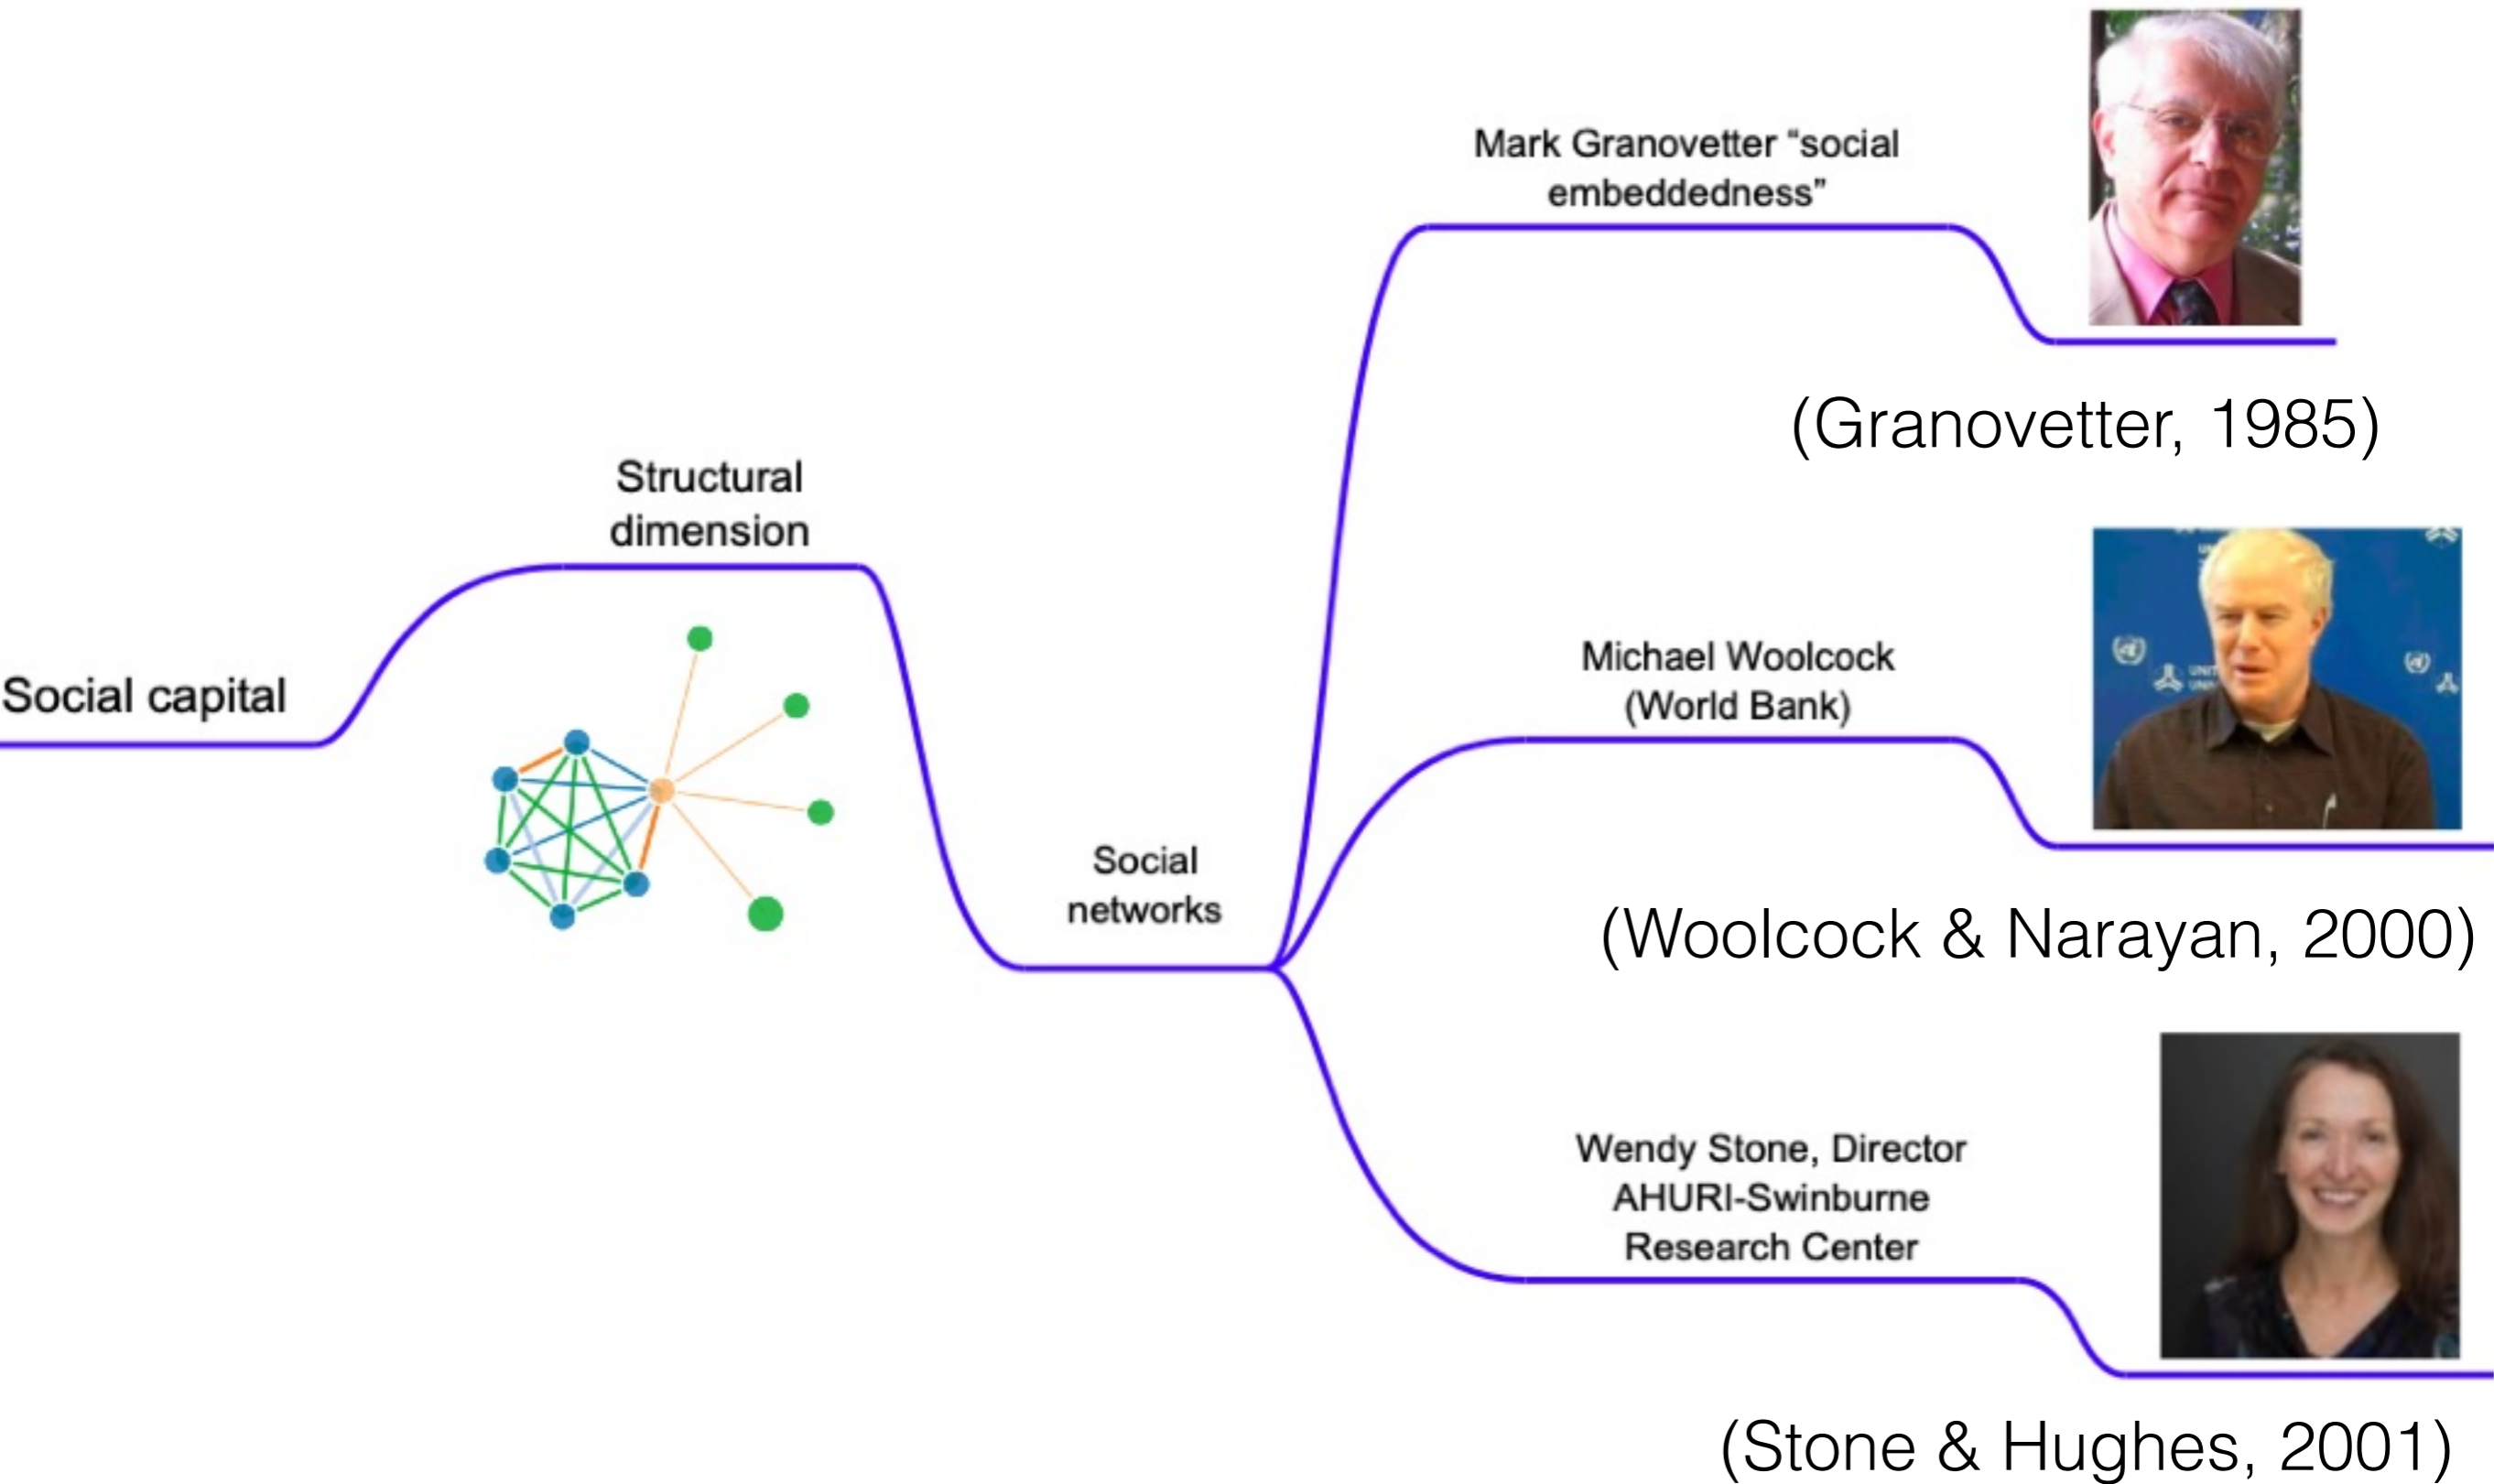 Mark Granovetter “social
embeddedness”
(Granovetter, 1985)
Structural
dimension
Social capital
Michael Woolcock
(World Bank)
Social
networks
(Woolcock & Narayan, 2000)
Wendy Stone, Director
AHURI-Swinburne
Research Center
(Stone & Hughes, 2001)